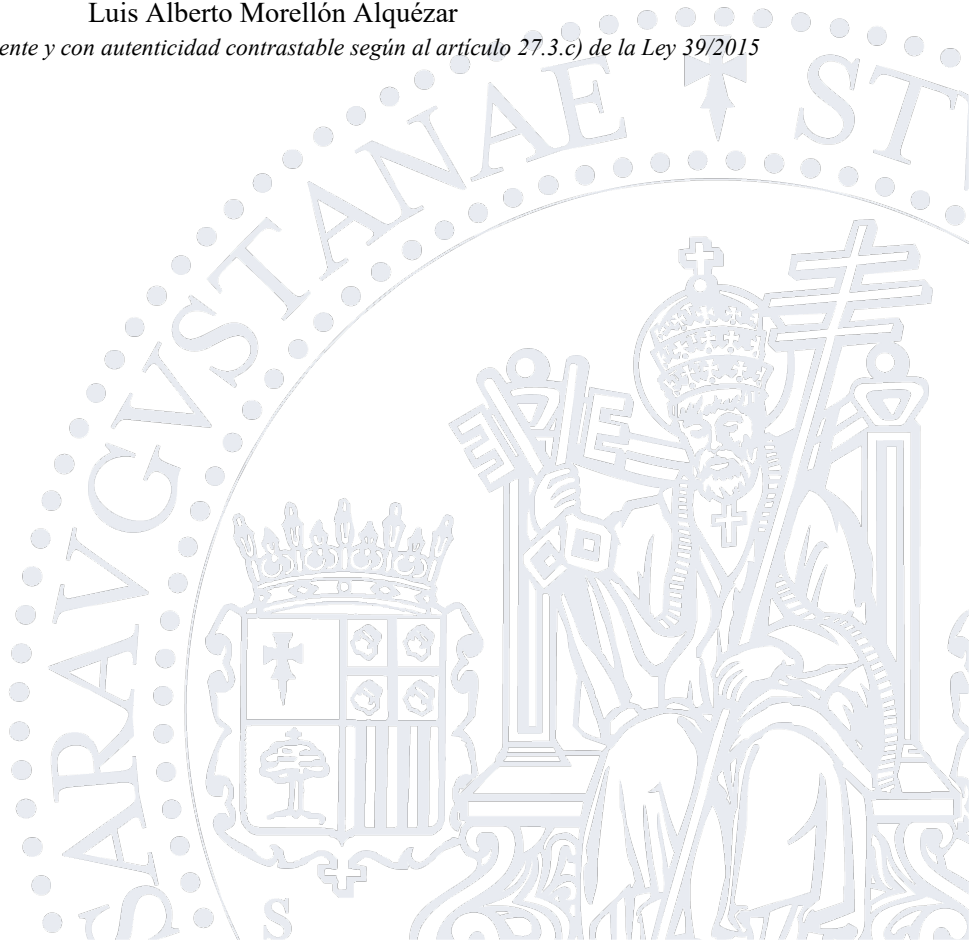 Luis Alberto Morellón Alquézar
ente y con autenticidad contrastable según al artículo 27.3.c) de la Ley 39/2015
SARAVGVSTANAE ST
S